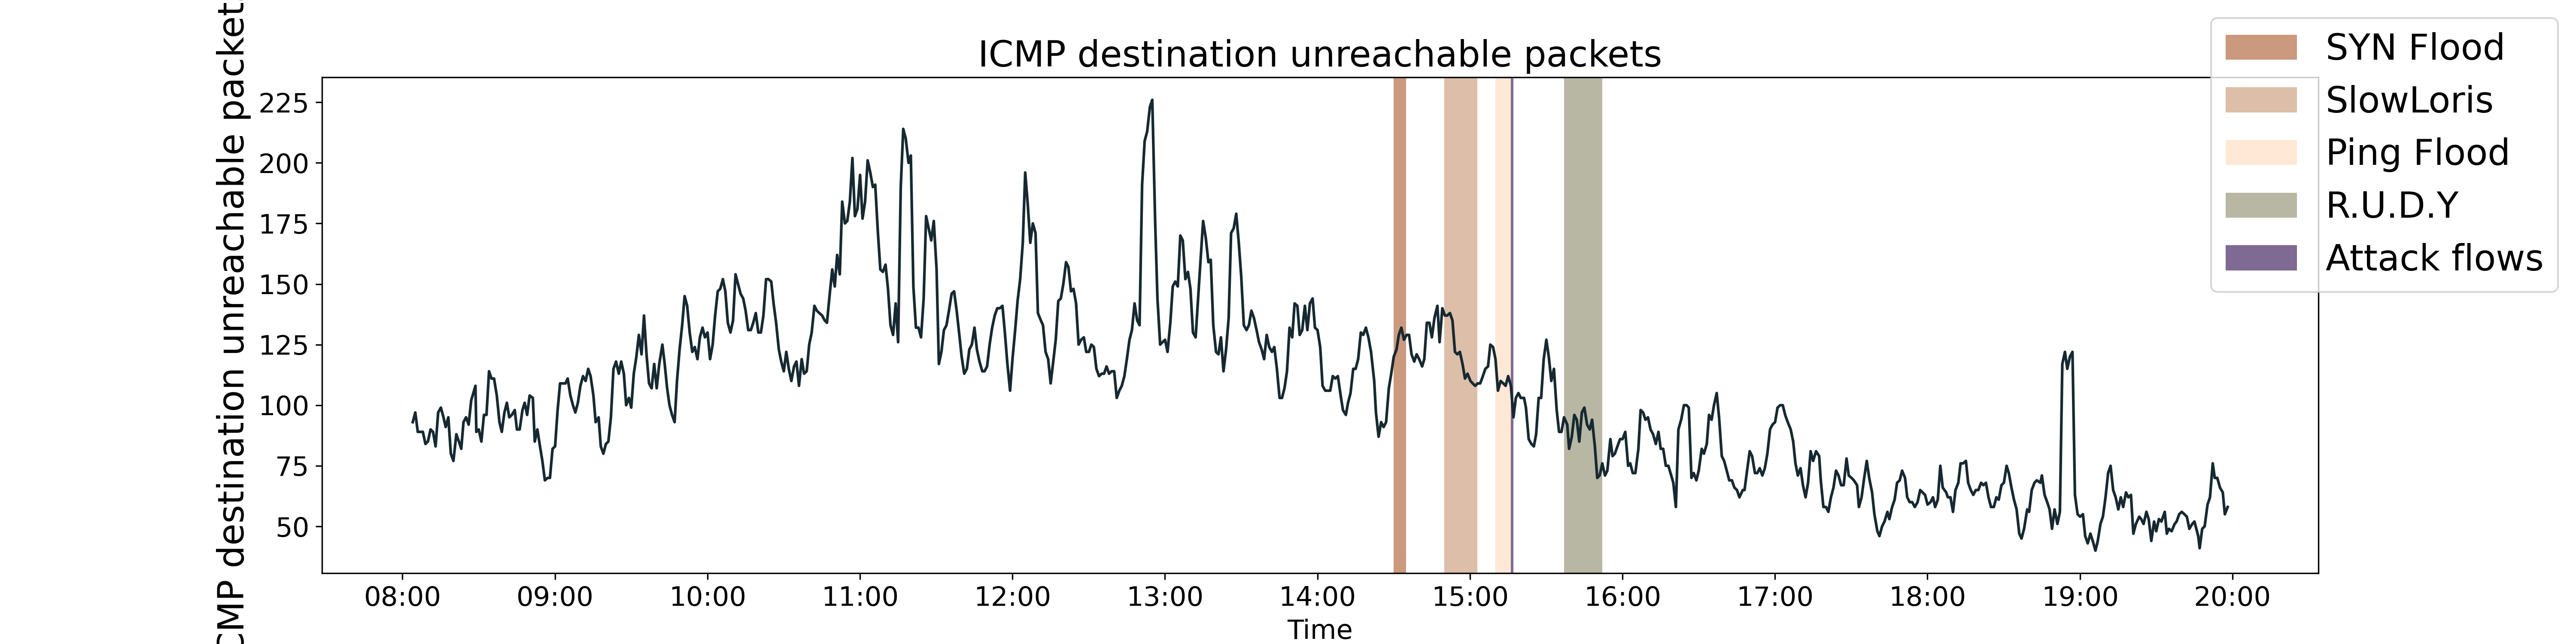 ICMP destination unreachable packets
CMP destination unreachable packet
225
200
175
150
125
100
75
50
08:00 09:00 10:00 11:00 12:00 13:00 14:00 15:00 16:00 17:00 18:00 19:00 20:00
Time
SYN Flood
SlowLoris
Ping Flood
R.U.D.Y
Attack flows